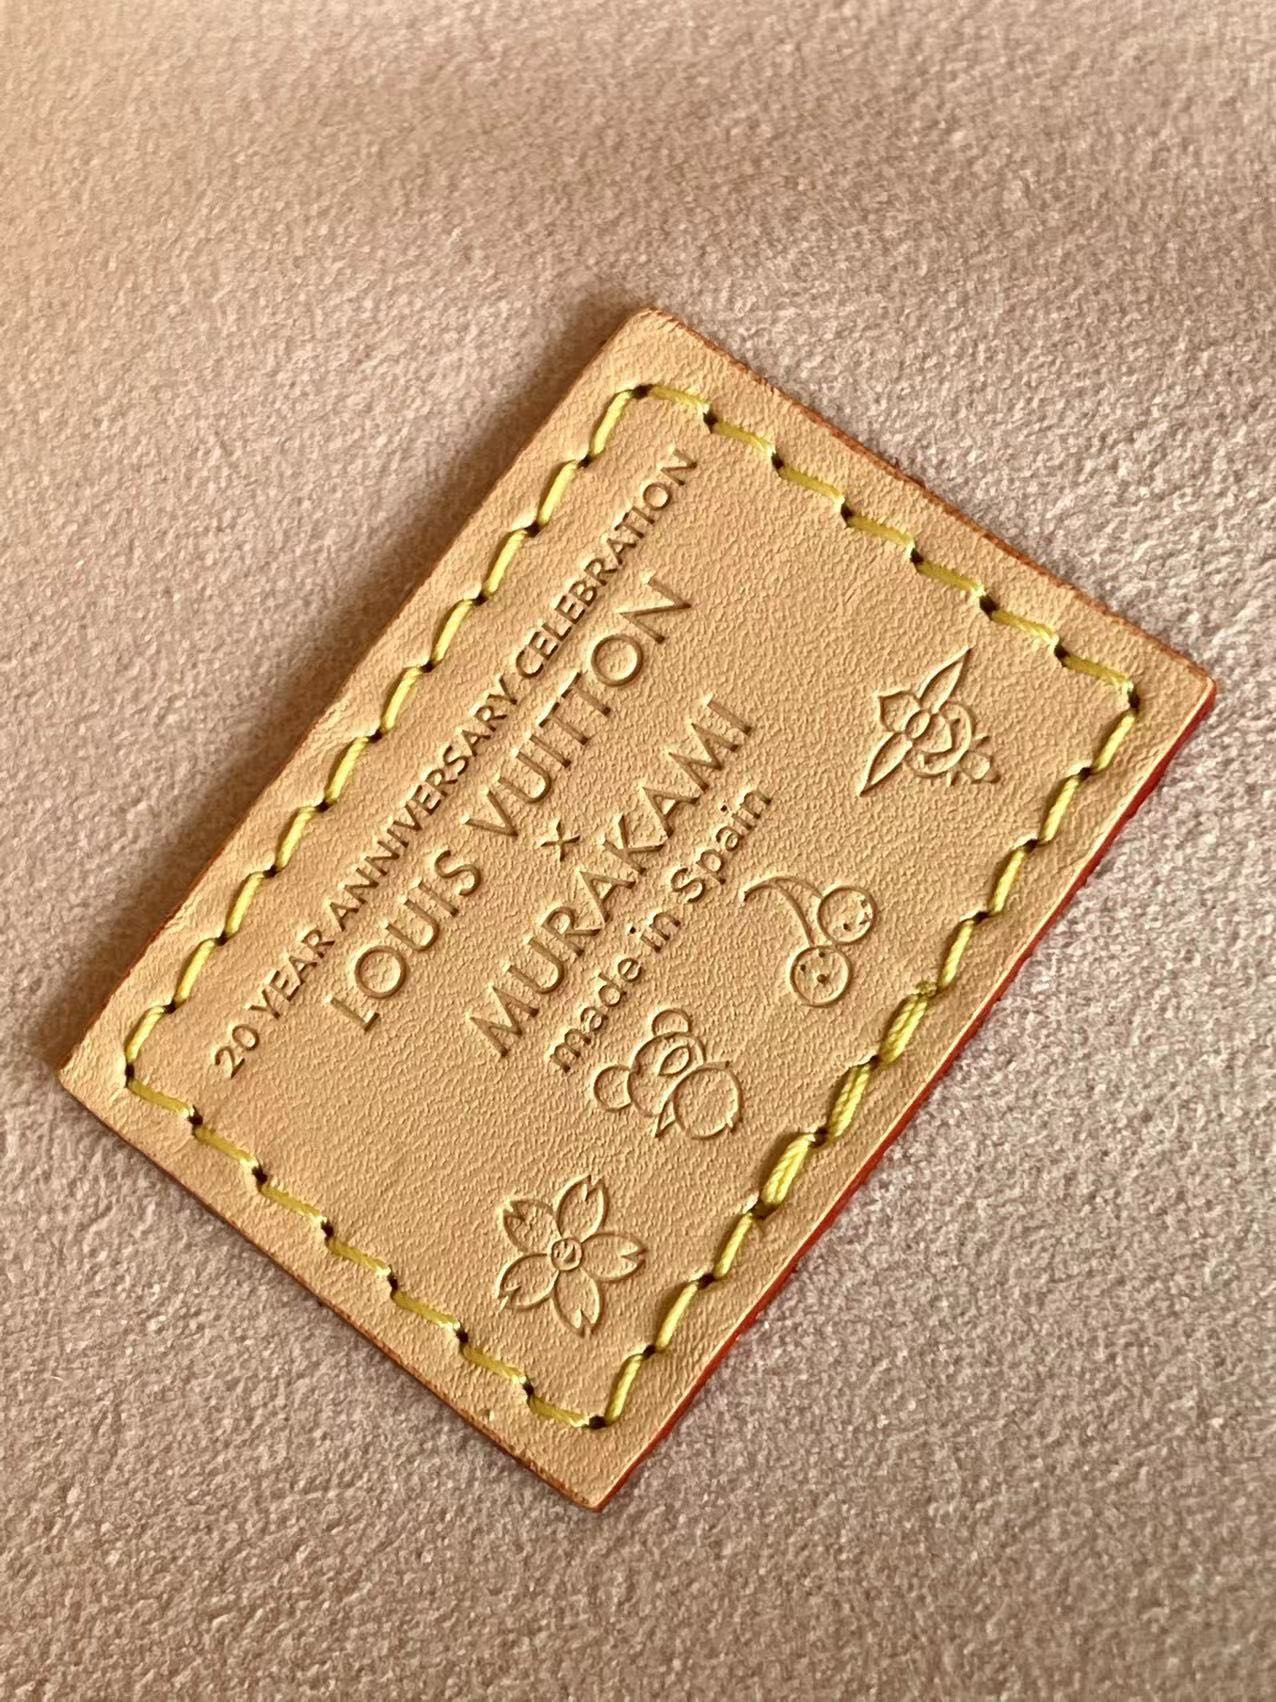 20 YEAR ANNIVERSARY CELEBRATION
LOUIS VUITTON
x
MURAKAMI
made in Spain